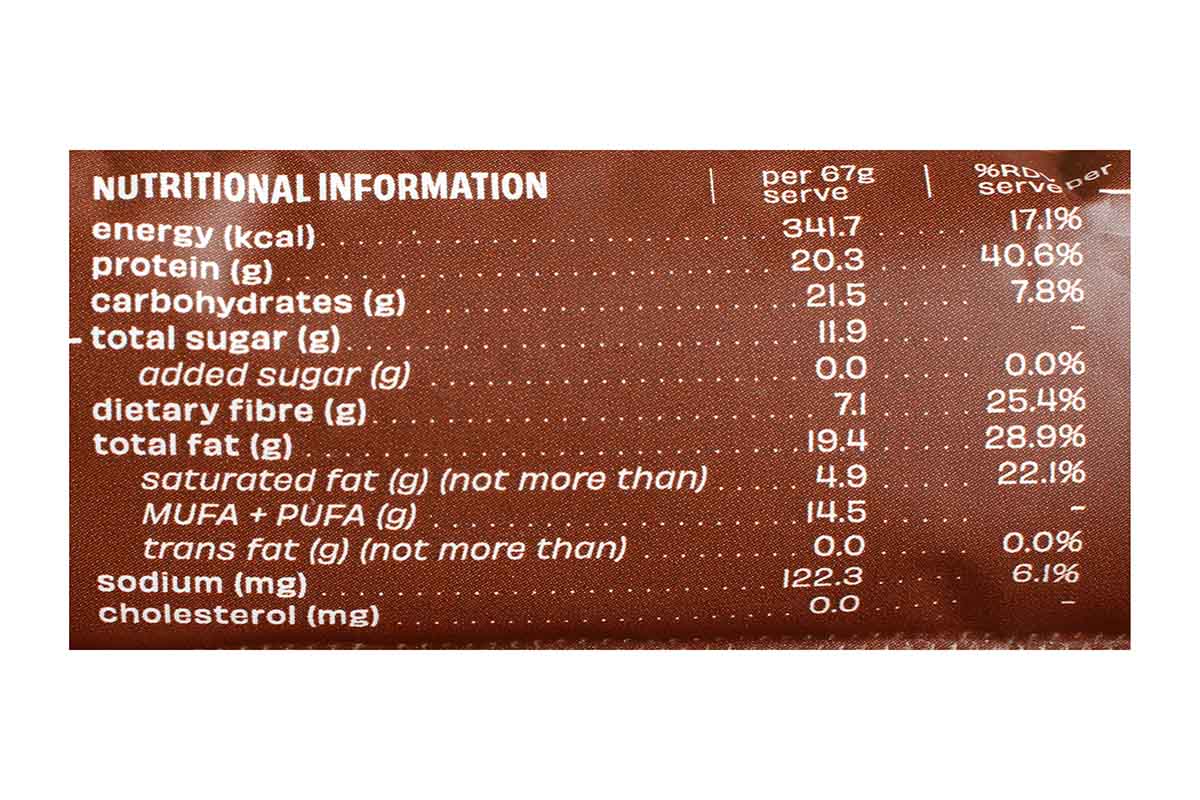 NUTRITIONAL INFORMATION | per 67g serve | %RD serve per
energy (kcal) 341.7 17.1%
protein (g) 20.3 40.6%
carbohydrates (g) 21.5 7.8%
total sugar (g) 11.9 –
added sugar (g) 0.0 0.0%
dietary fibre (g) 7.1 25.4%
total fat (g) 19.4 28.9%
saturated fat (g) (not more than) 4.9 22.1%
MUFA + PUFA (g) 14.5 –
trans fat (g) (not more than) 0.0 0.0%
sodium (mg) 122.3 6.1%
cholesterol (mg) 0.0 –